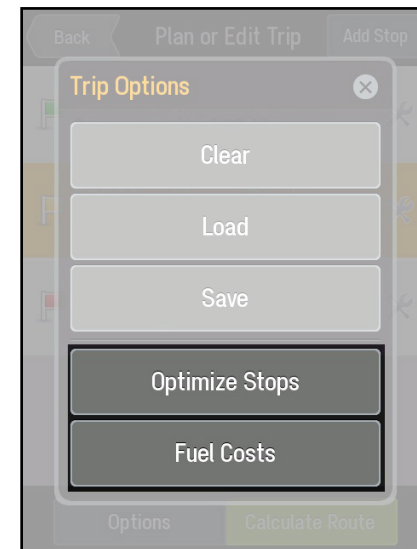 Back Plan or Edit Trip Add Stop
Trip Options
Clear
Load
Save
Optimize Stops
Fuel Costs
Options Calculate Route